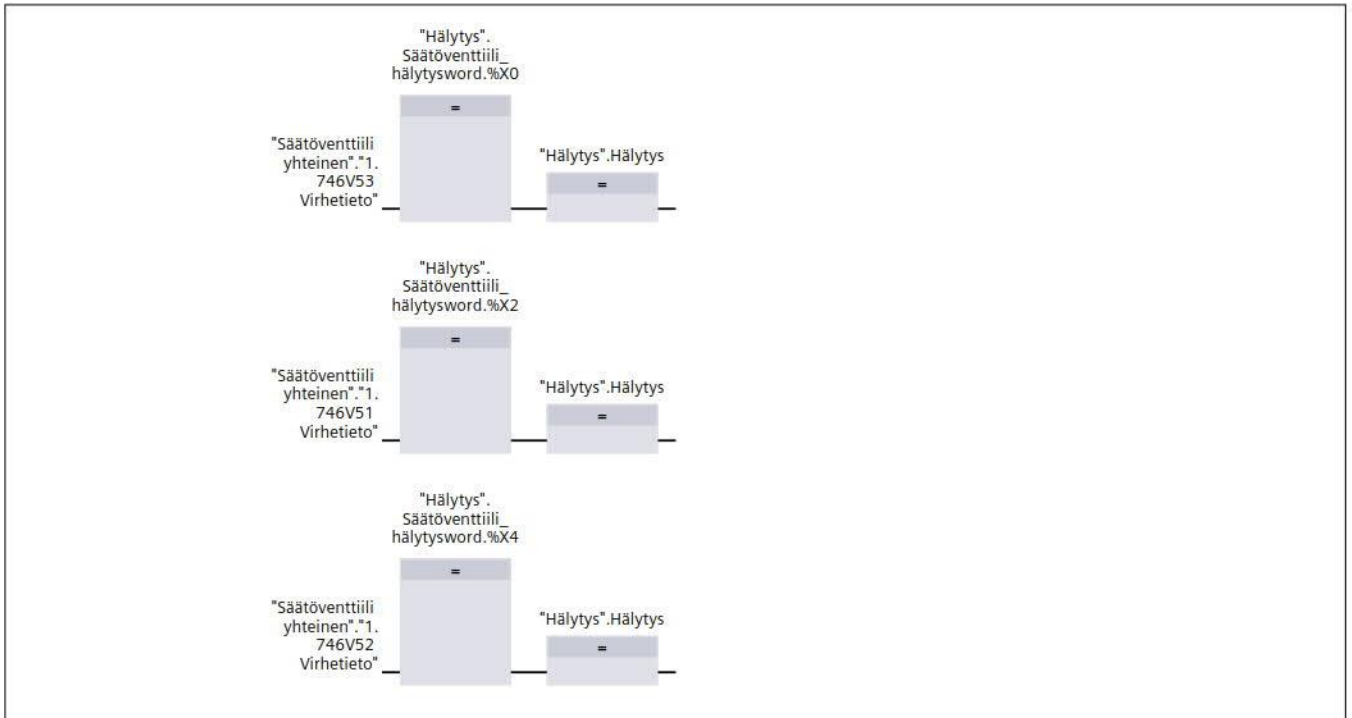 "Hälytys".
Säätöventtiili_
hälytysword.%X0
=
"Säätöventtiili
yhteinen"."1.
746V53
Virhetieto"
"Hälytys".Hälytys
=
"Hälytys".
Säätöventtiili_
hälytysword.%X2
=
"Säätöventtiili
yhteinen"."1.
746V51
Virhetieto"
"Hälytys".Hälytys
=
"Hälytys".
Säätöventtiili_
hälytysword.%X4
=
"Säätöventtiili
yhteinen"."1.
746V52
Virhetieto"
"Hälytys".Hälytys
=